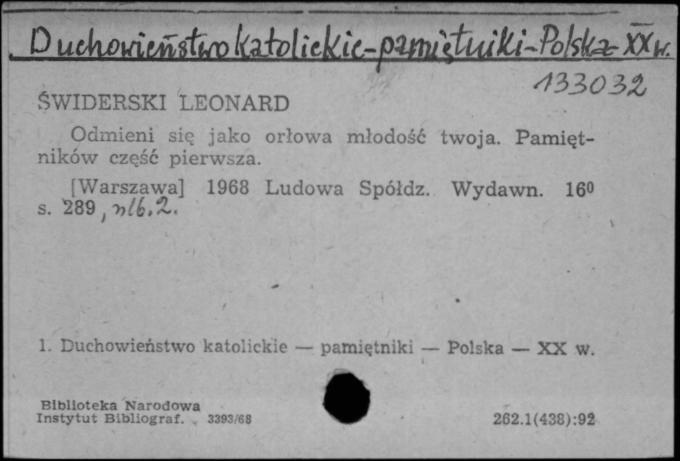 Duchowieństwo katolickie-pamiętniki-Polska-XX w.
133032
ŚWIDERSKI LEONARD
Odmieni się jako orłowa młodość twoja. Pamięt-
ników część pierwsza.
[Warszawa] 1968 Ludowa Spółdz. Wydawn. 16⁰
s. 289, nlb. 2.
1. Duchowieństwo katolickie — pamiętniki — Polska — XX w.
Biblioteka Narodowa
Instytut Bibliograf. 3393/68
262.1(438):92